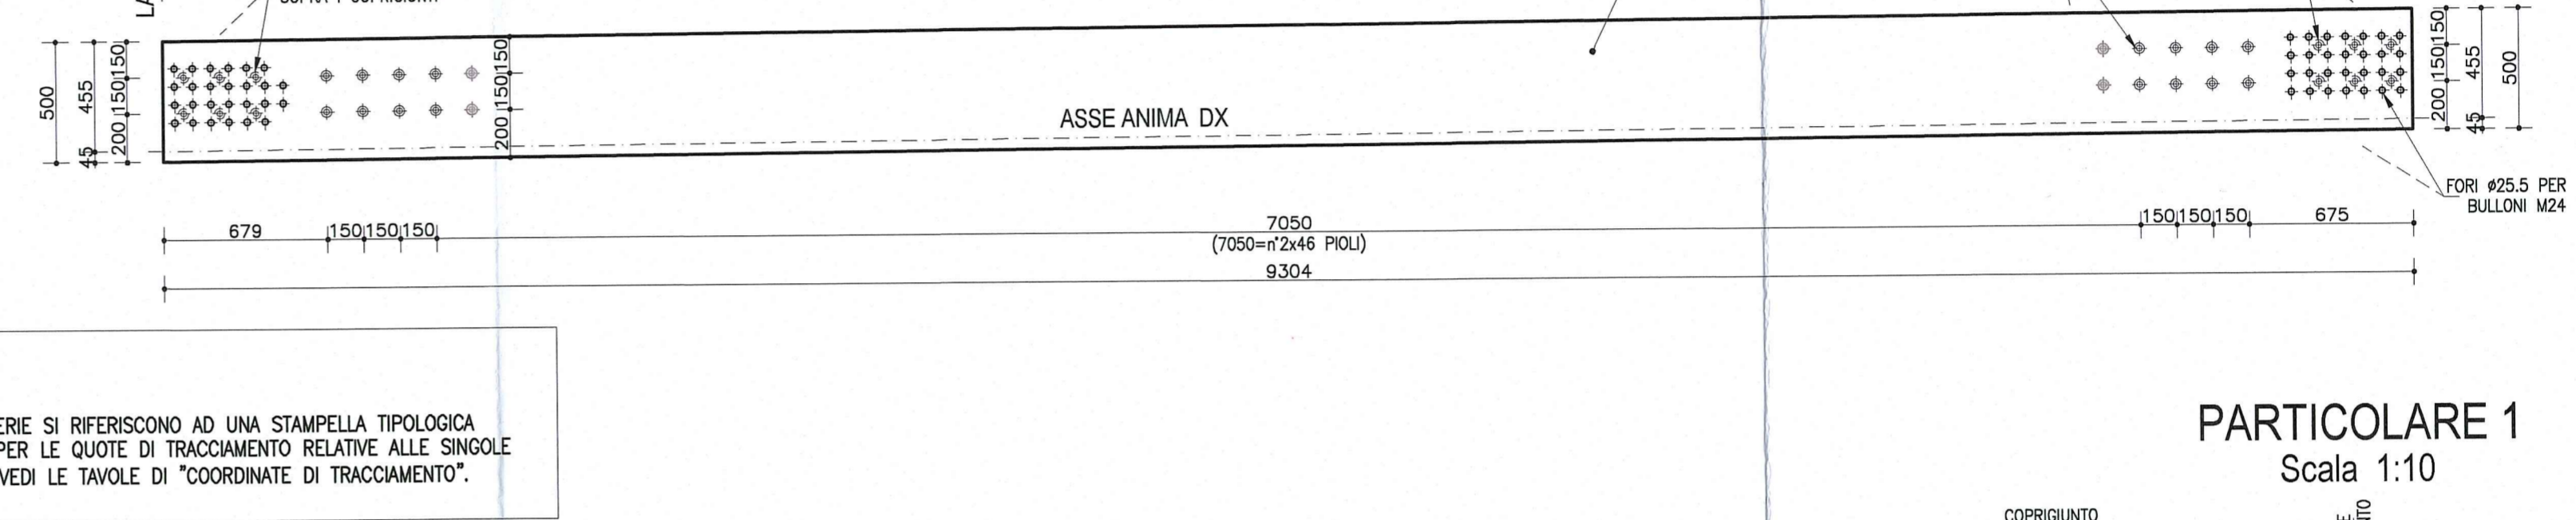 SOPRA I COPRIGIUNTI
LA
500
455
45
150
150
200
150
150
200
ASSE ANIMA DX
150
150
200
455
45
500
FORI ø25.5 PER
BULLONI M24
679
150
150
150
7050
(7050=n°2x46 PIOLI)
150
150
150
675
9304
ERIE SI RIFERISCONO AD UNA STAMPELLA TIPOLOGICA
PER LE QUOTE DI TRACCIAMENTO RELATIVE ALLE SINGOLE
VEDI LE TAVOLE DI "COORDINATE DI TRACCIAMENTO".
PARTICOLARE 1
Scala 1:10
COPRIGIUNTO